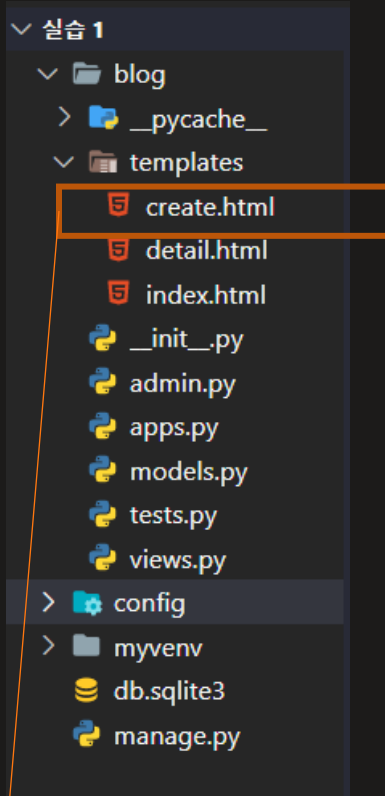 실습 1
blog
__pycache__
templates
create.html
detail.html
index.html
__init__.py
admin.py
apps.py
models.py
tests.py
views.py
config
myvenv
db.sqlite3
manage.py